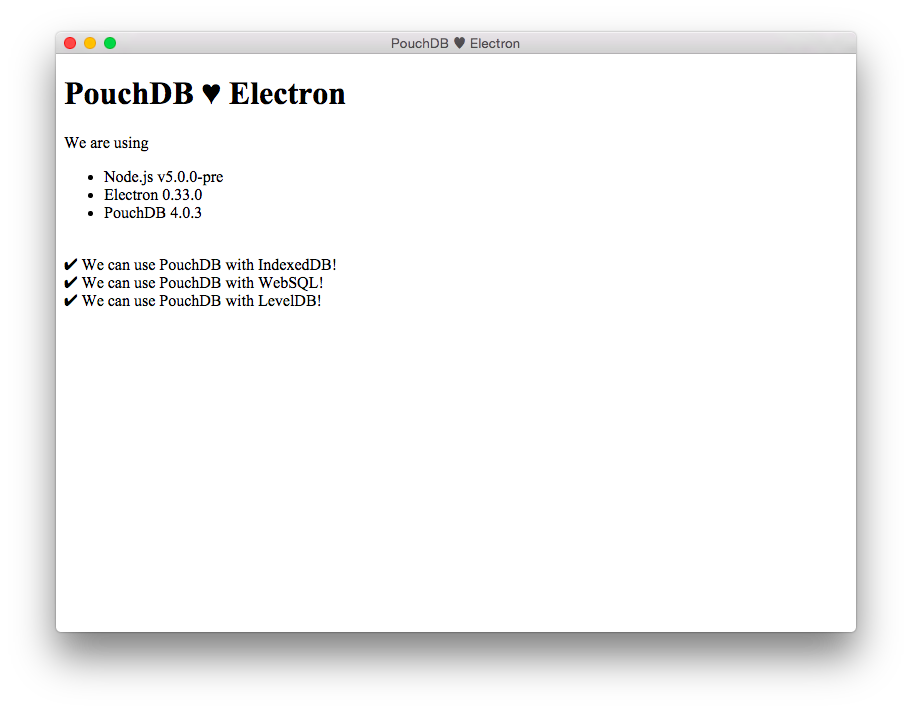 PouchDB ♥ Electron
PouchDB ♥ Electron
We are using
• Node.js v5.0.0-pre
• Electron 0.33.0
• PouchDB 4.0.3
✔ We can use PouchDB with IndexedDB!
✔ We can use PouchDB with WebSQL!
✔ We can use PouchDB with LevelDB!